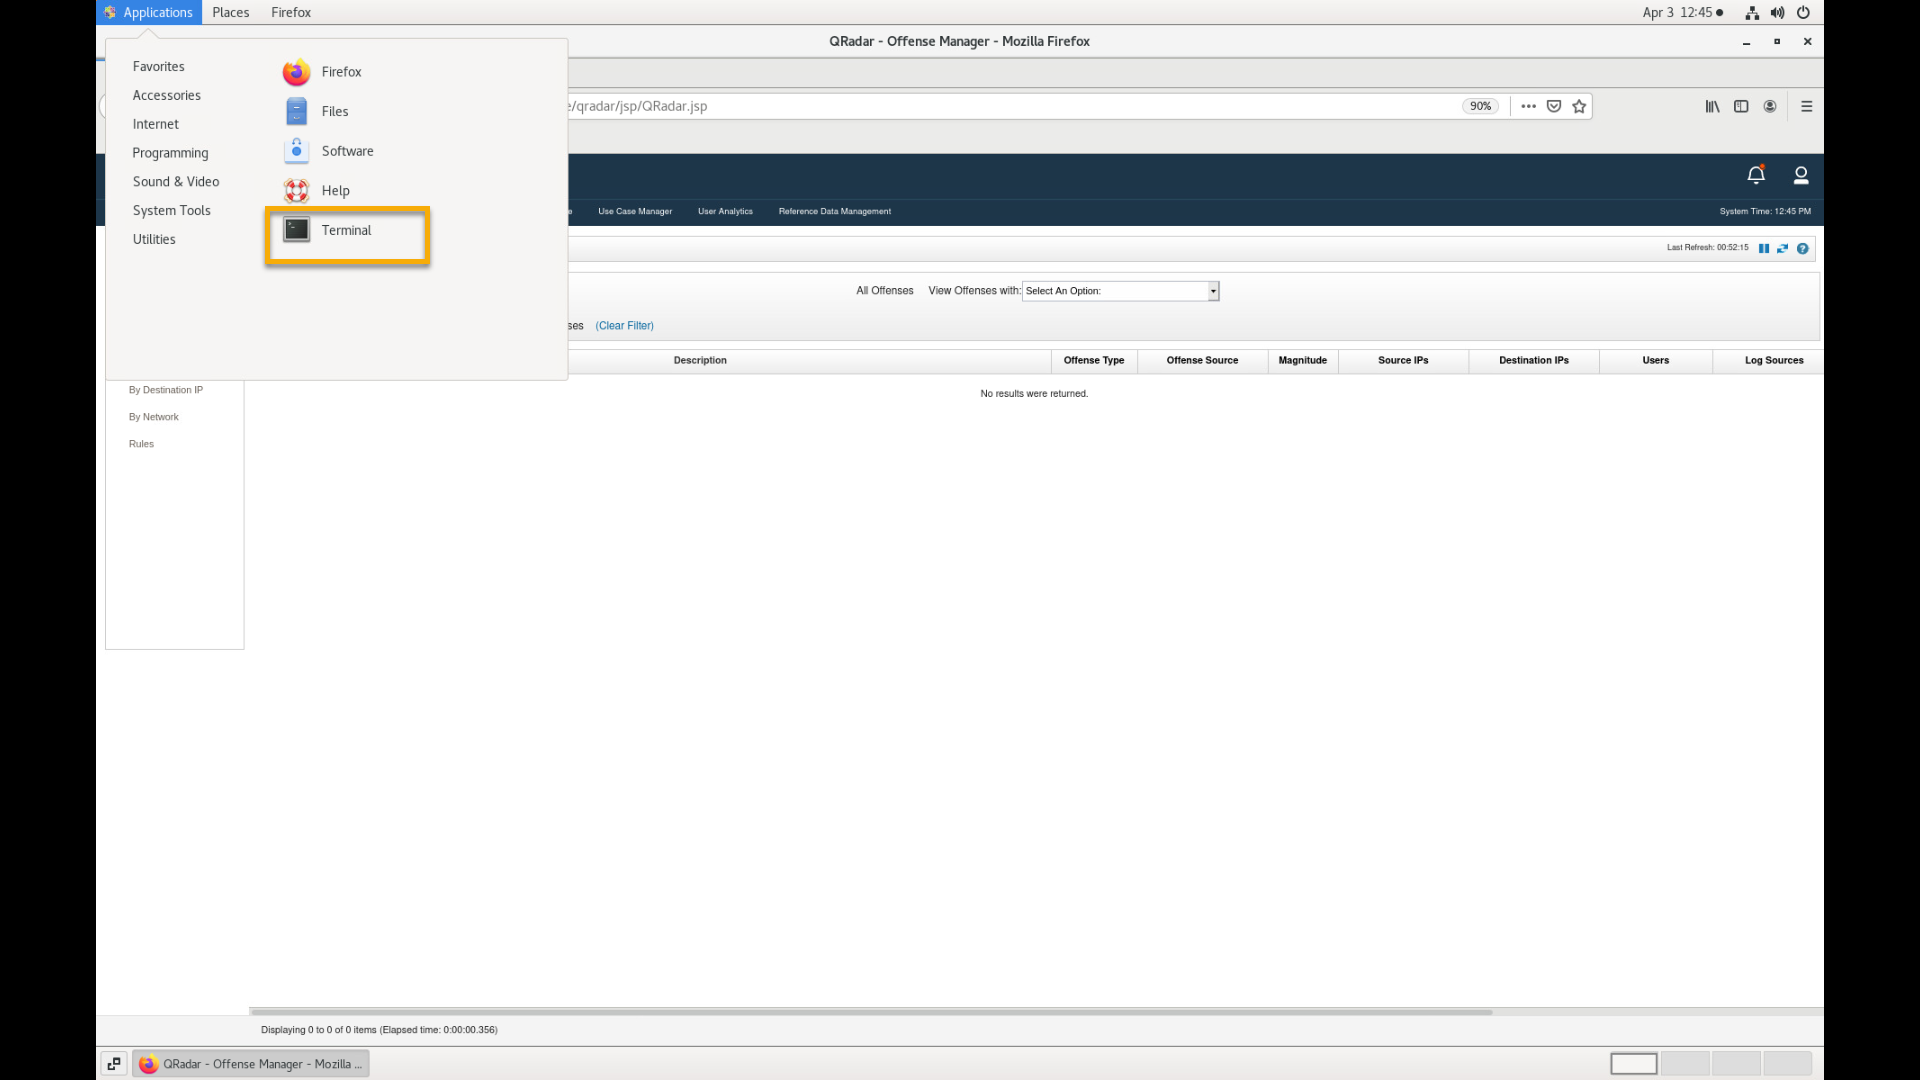 Applications Places Firefox Apr 3 12:45
QRadar - Offense Manager - Mozilla Firefox
Favorites
Accessories
Internet
Programming
Sound & Video
System Tools
Utilities
Firefox
Files
Software
Help
Terminal
e/qradar/jsp/QRadar.jsp 90%
e Use Case Manager User Analytics Reference Data Management System Time: 12:45 PM
Last Refresh: 00:52:15
All Offenses View Offenses with: Select An Option:
ses (Clear Filter)
Description Offense Type Offense Source Magnitude Source IPs Destination IPs Users Log Sources
No results were returned.
By Destination IP
By Network
Rules
Displaying 0 to 0 of 0 items (Elapsed time: 0:00:00.356)
QRadar - Offense Manager - Mozilla ...